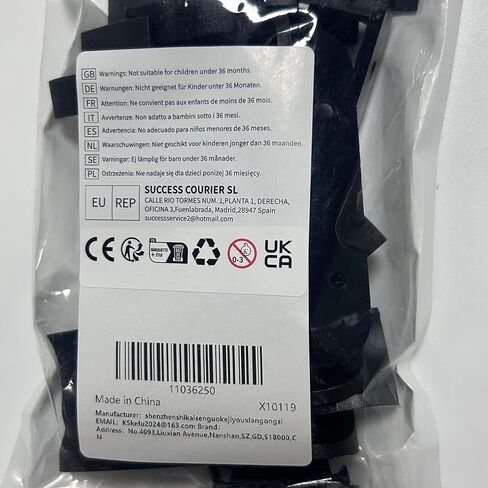 GB Warnings: Not suitable for children under 36 months.
DE Warnungen: Nicht geeignet für Kinder unter 36 Monaten.
FR Attention: Ne convient pas aux enfants de moins de 36 mois.
IT Avvertenze: Non adatto a bambini sotto i 36 mesi.
ES Advertencia: No adecuado para niños menores de 36 meses.
NL Waarschuwingen: Niet geschikt voor kinderen jonger dan 36 maanden.
SE Varningar: Ej lämplig för barn under 36 månader.
PL Ostrzeżenia: Nie nadaje się dla dzieci poniżej 36 miesięcy.
EU REP
SUCCESS COURIER SL
CALLE RIO TORMES NUM. 1,PLANTA 1, DERECHA,
OFICINA 3,Fuenlabrada, Madrid,28947 Spain
successservice2@hotmail.com
CE
BARQUETTE
+ ÉTUI
0-3
UK
CA
11036250
Made in China
X10119
Manufacturer: shenzhenshikaisenguokejiyouxiangongsi
EMAIL: KSkefu2024@163.com Brand:
Address: No.4093,Liuxian Avenue,Nanshan,SZ,GD,518000,C
N